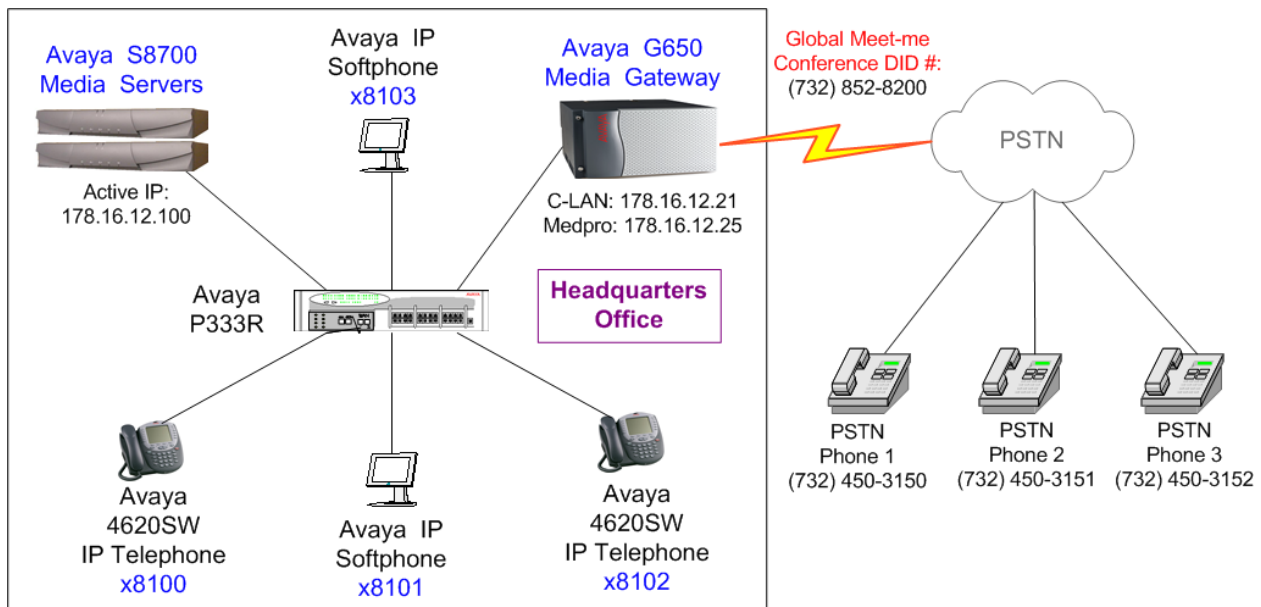 Avaya S8700
Media Servers
Active IP:
178.16.12.100
Avaya IP
Softphone
x8103
Avaya G650
Media Gateway
C-LAN: 178.16.12.21
Medpro: 178.16.12.25
Global Meet-me
Conference DID #:
(732) 852-8200
PSTN
Avaya
P333R
Headquarters
Office
Avaya
4620SW
IP Telephone
x8100
Avaya IP
Softphone
x8101
Avaya
4620SW
IP Telephone
x8102
PSTN
Phone 1
(732) 450-3150
PSTN
Phone 2
(732) 450-3151
PSTN
Phone 3
(732) 450-3152